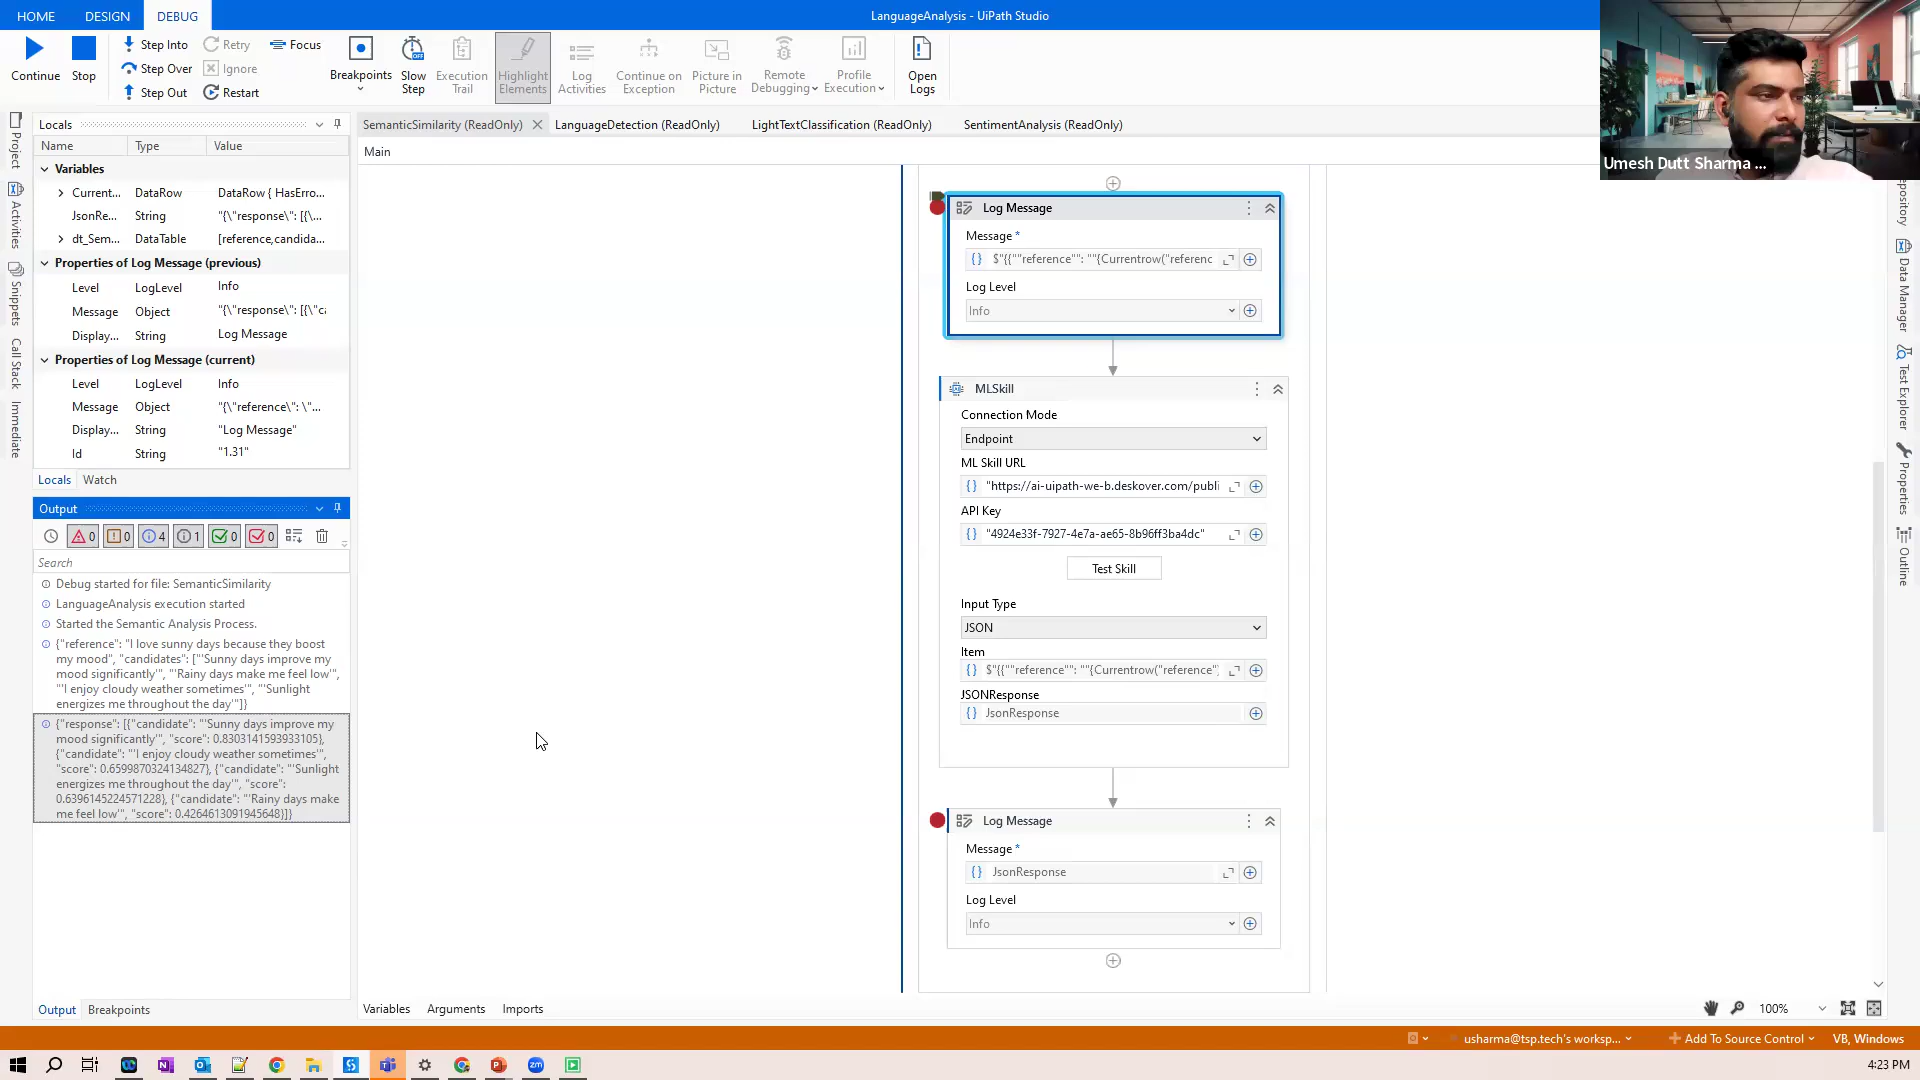 HOME DESIGN DEBUG
LanguageAnalysis - UiPath Studio
Continue
Stop
Step Into
Step Over
Step Out
Retry
Ignore
Restart
Focus
Breakpoints
Slow
Step
Execution
Trail
Highlight
Elements
Log
Activities
Continue on
Exception
Picture in
Picture
Remote
Debugging
Profile
Execution
Open
Logs
Umesh Dutt Sharma ...
Project
Activities
Snippets
Call Stack
Immediate
Locals
Name Type Value
Variables
Current... DataRow DataRow { HasErro...
JsonRe... String "{\"response\": [{\...
dt_Sem... DataTable [reference,candida...
Properties of Log Message (previous)
Level LogLevel Info
Message Object "{\"response\": [{\"ca
Display... String Log Message
Properties of Log Message (current)
Level LogLevel Info
Message Object "{\"reference\": \"...
Display... String "Log Message"
Id String "1.31"
Locals Watch
Output
0 0 4 1 0 0
Search
Debug started for file: SemanticSimilarity
LanguageAnalysis execution started
Started the Semantic Analysis Process.
{"reference": "I love sunny days because they boost
my mood", "candidates": ["'Sunny days improve my
mood significantly'", "'Rainy days make me feel low'",
"'I enjoy cloudy weather sometimes'", "'Sunlight
energizes me throughout the day'"]}
{"response": [{"candidate": "'Sunny days improve my
mood significantly'", "score": 0.8303141593933105},
{"candidate": "'I enjoy cloudy weather sometimes'",
"score": 0.6599870324134827}, {"candidate": "'Sunlight
energizes me throughout the day'", "score":
0.6396145224571228}, {"candidate": "'Rainy days make
me feel low'", "score": 0.4264613091945648}]}
Output Breakpoints
SemanticSimilarity (ReadOnly) LanguageDetection (ReadOnly) LightTextClassification (ReadOnly) SentimentAnalysis (ReadOnly)
Main
Log Message
Message *
$"{{""reference"": ""{Currentrow("referenc
Log Level
Info
MLSkill
Connection Mode
Endpoint
ML Skill URL
"https://ai-uipath-we-b.deskover.com/publi
API Key
"4924e33f-7927-4e7a-ae65-8b96ff3ba4dc"
Test Skill
Input Type
JSON
Item
$"{{""reference"": ""{Currentrow("reference"
JSONResponse
JsonResponse
Log Message
Message *
JsonResponse
Log Level
Info
Variables Arguments Imports
100%
Data Manager
Test Explorer
Properties
Outline
usharma@tsp.tech's worksp...
Add To Source Control
VB, Windows
4:23 PM